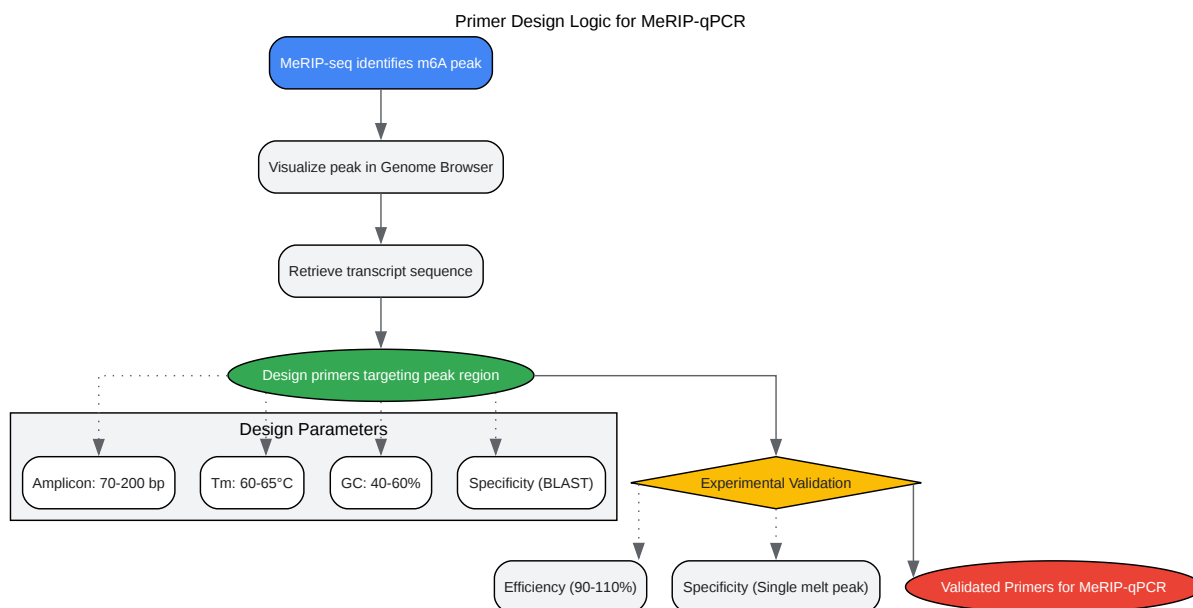 Primer Design Logic for MeRIP-qPCR
MeRIP-seq identifies m6A peak
Visualize peak in Genome Browser
Retrieve transcript sequence
Design primers targeting peak region
Design Parameters
Amplicon: 70-200 bp
Tm: 60-65°C
GC: 40-60%
Specificity (BLAST)
Experimental Validation
Efficiency (90-110%)
Specificity (Single melt peak)
Validated Primers for MeRIP-qPCR